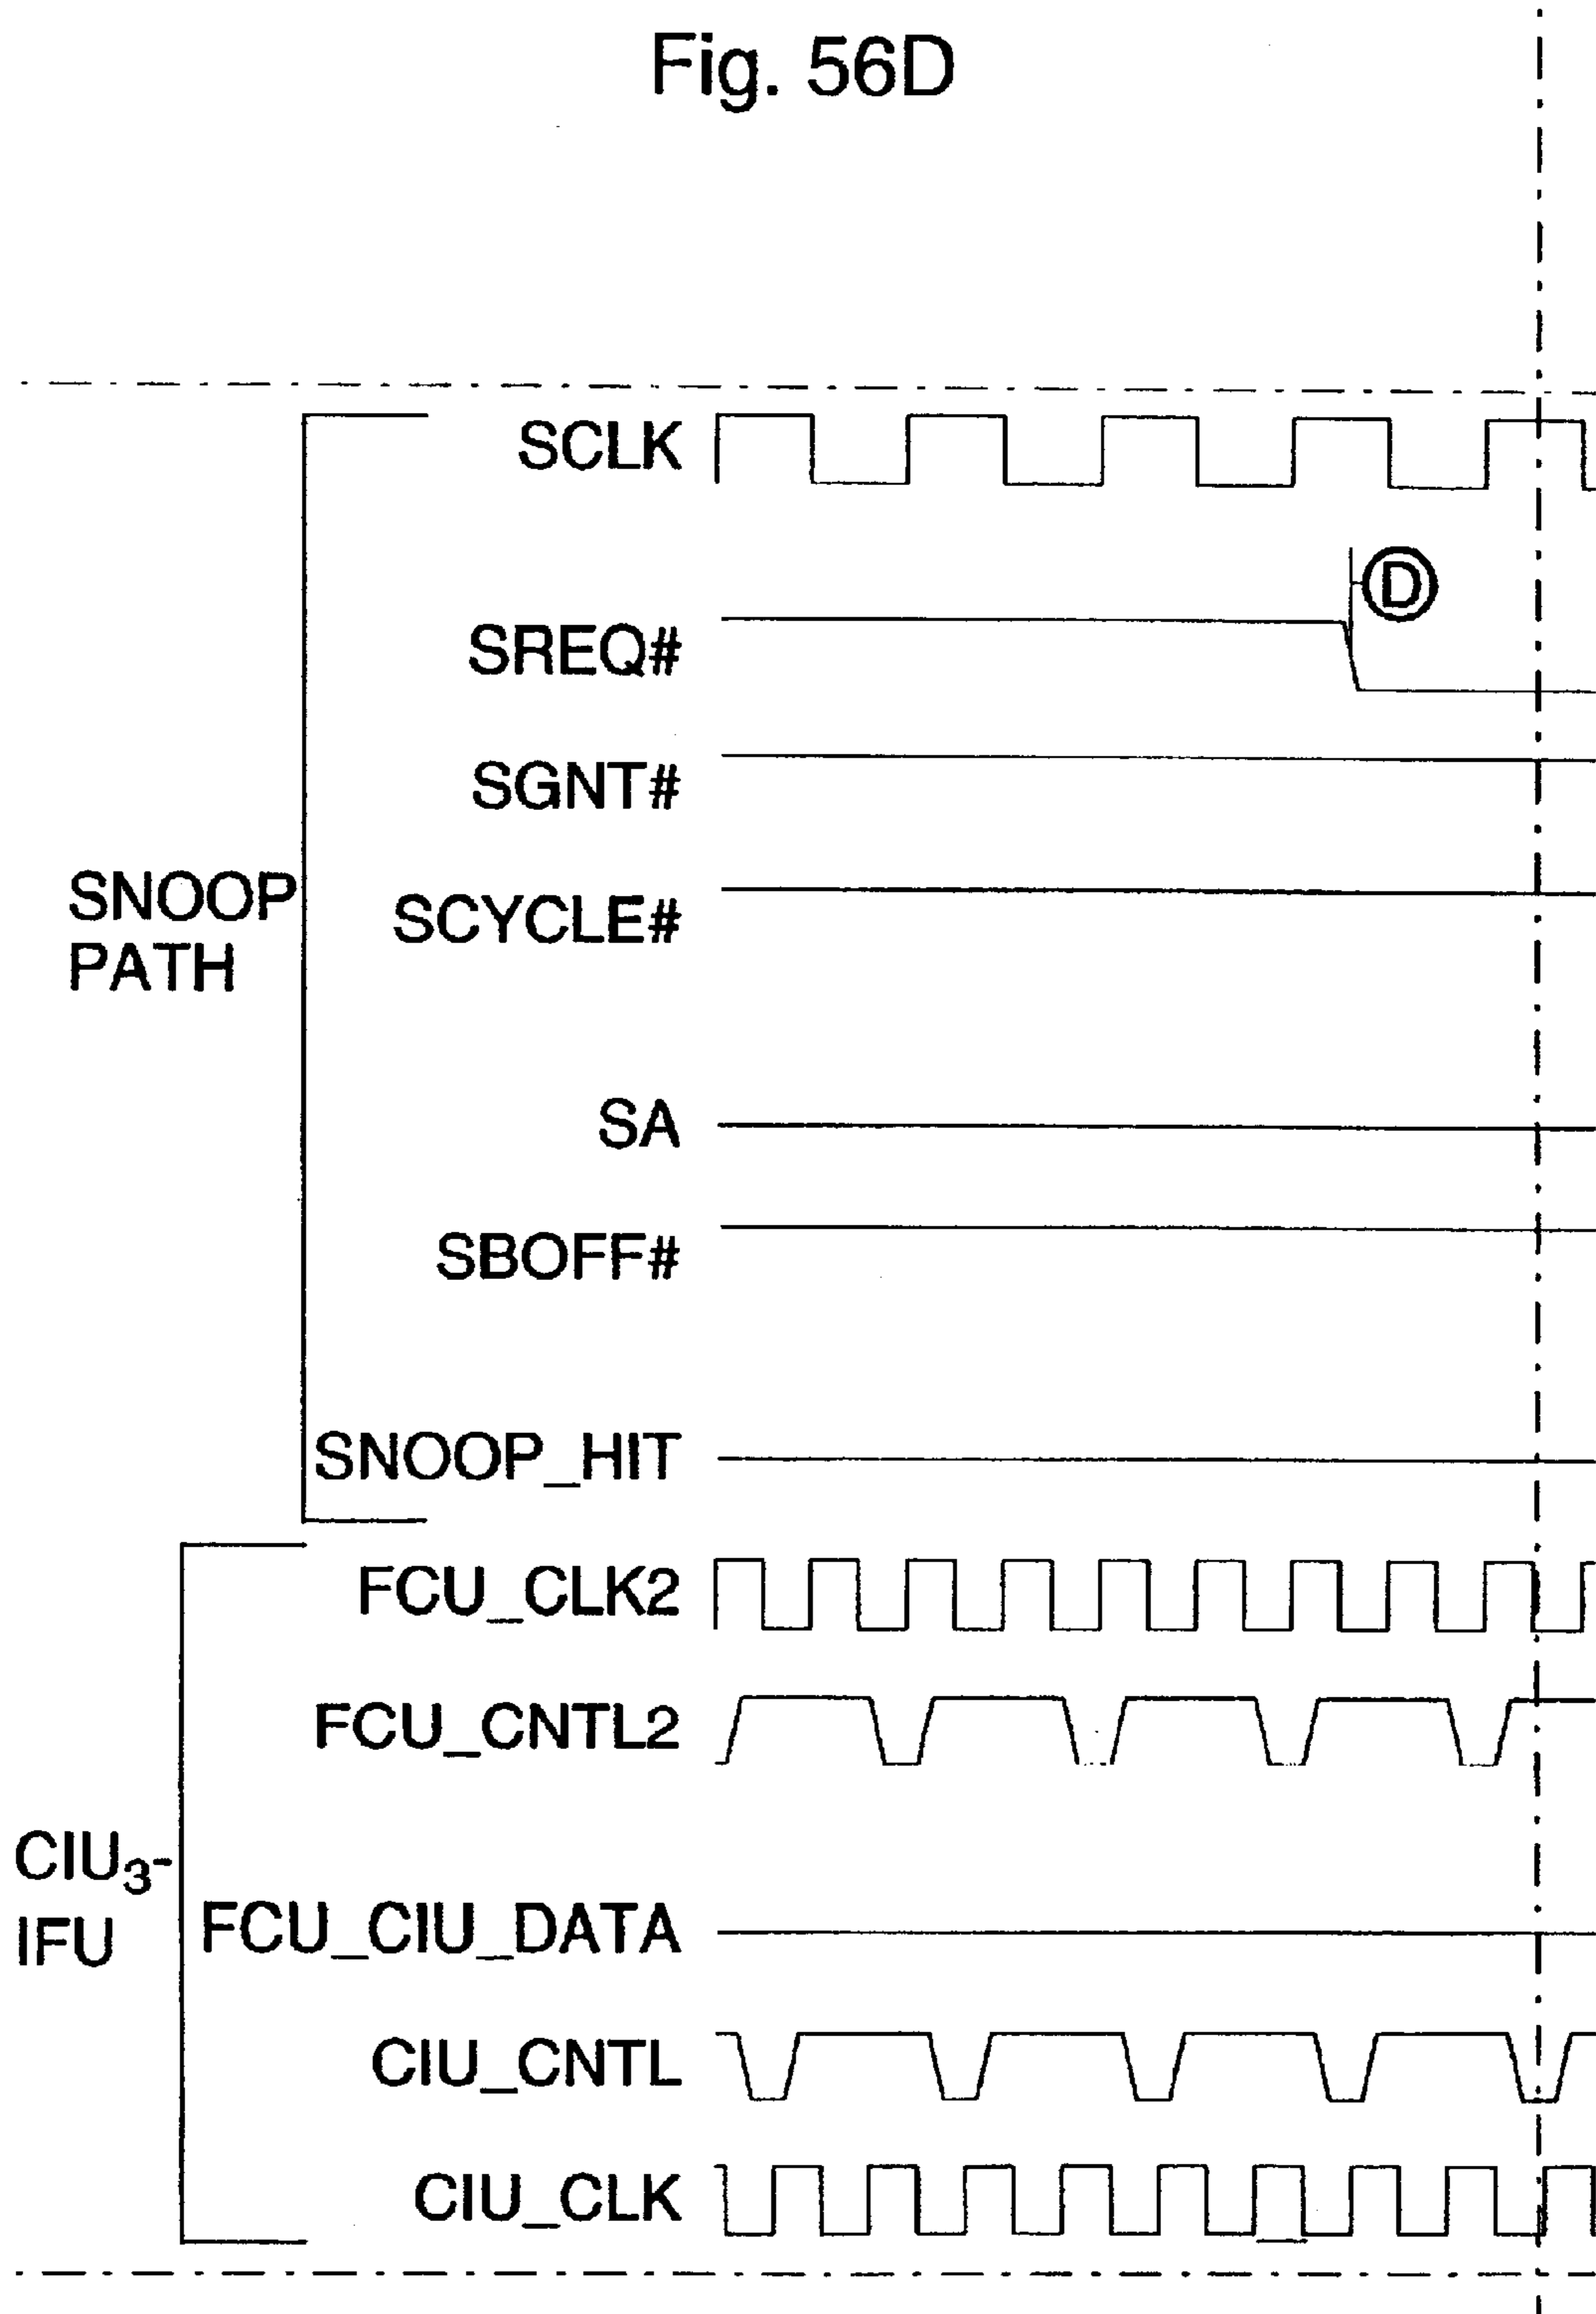 Fig. 56D
SCLK
D
SREQ#
SGNT#
SNOOP
PATH
SCYCLE#
SA
SBOFF#
SNOOP_HIT
FCU_CLK2
FCU_CNTL2
CIU₃-
IFU
FCU_CIU_DATA
CIU_CNTL
CIU_CLK